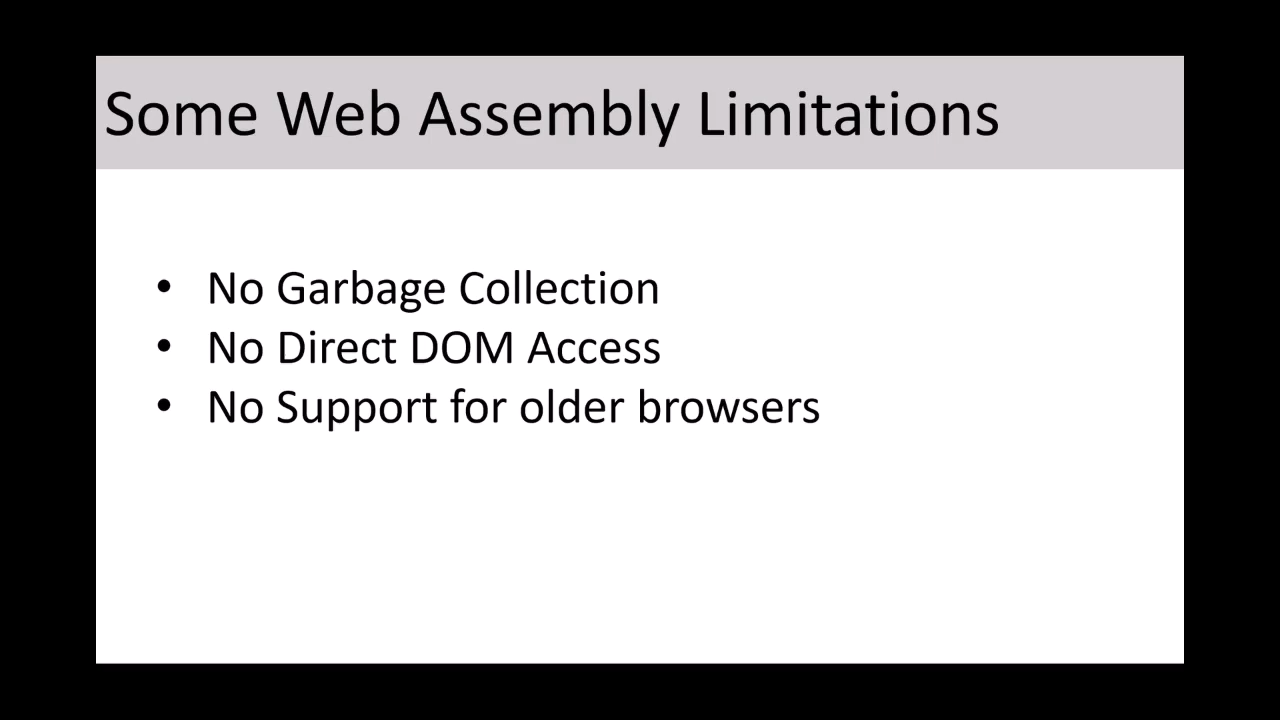 Some Web Assembly Limitations
• No Garbage Collection
• No Direct DOM Access
• No Support for older browsers